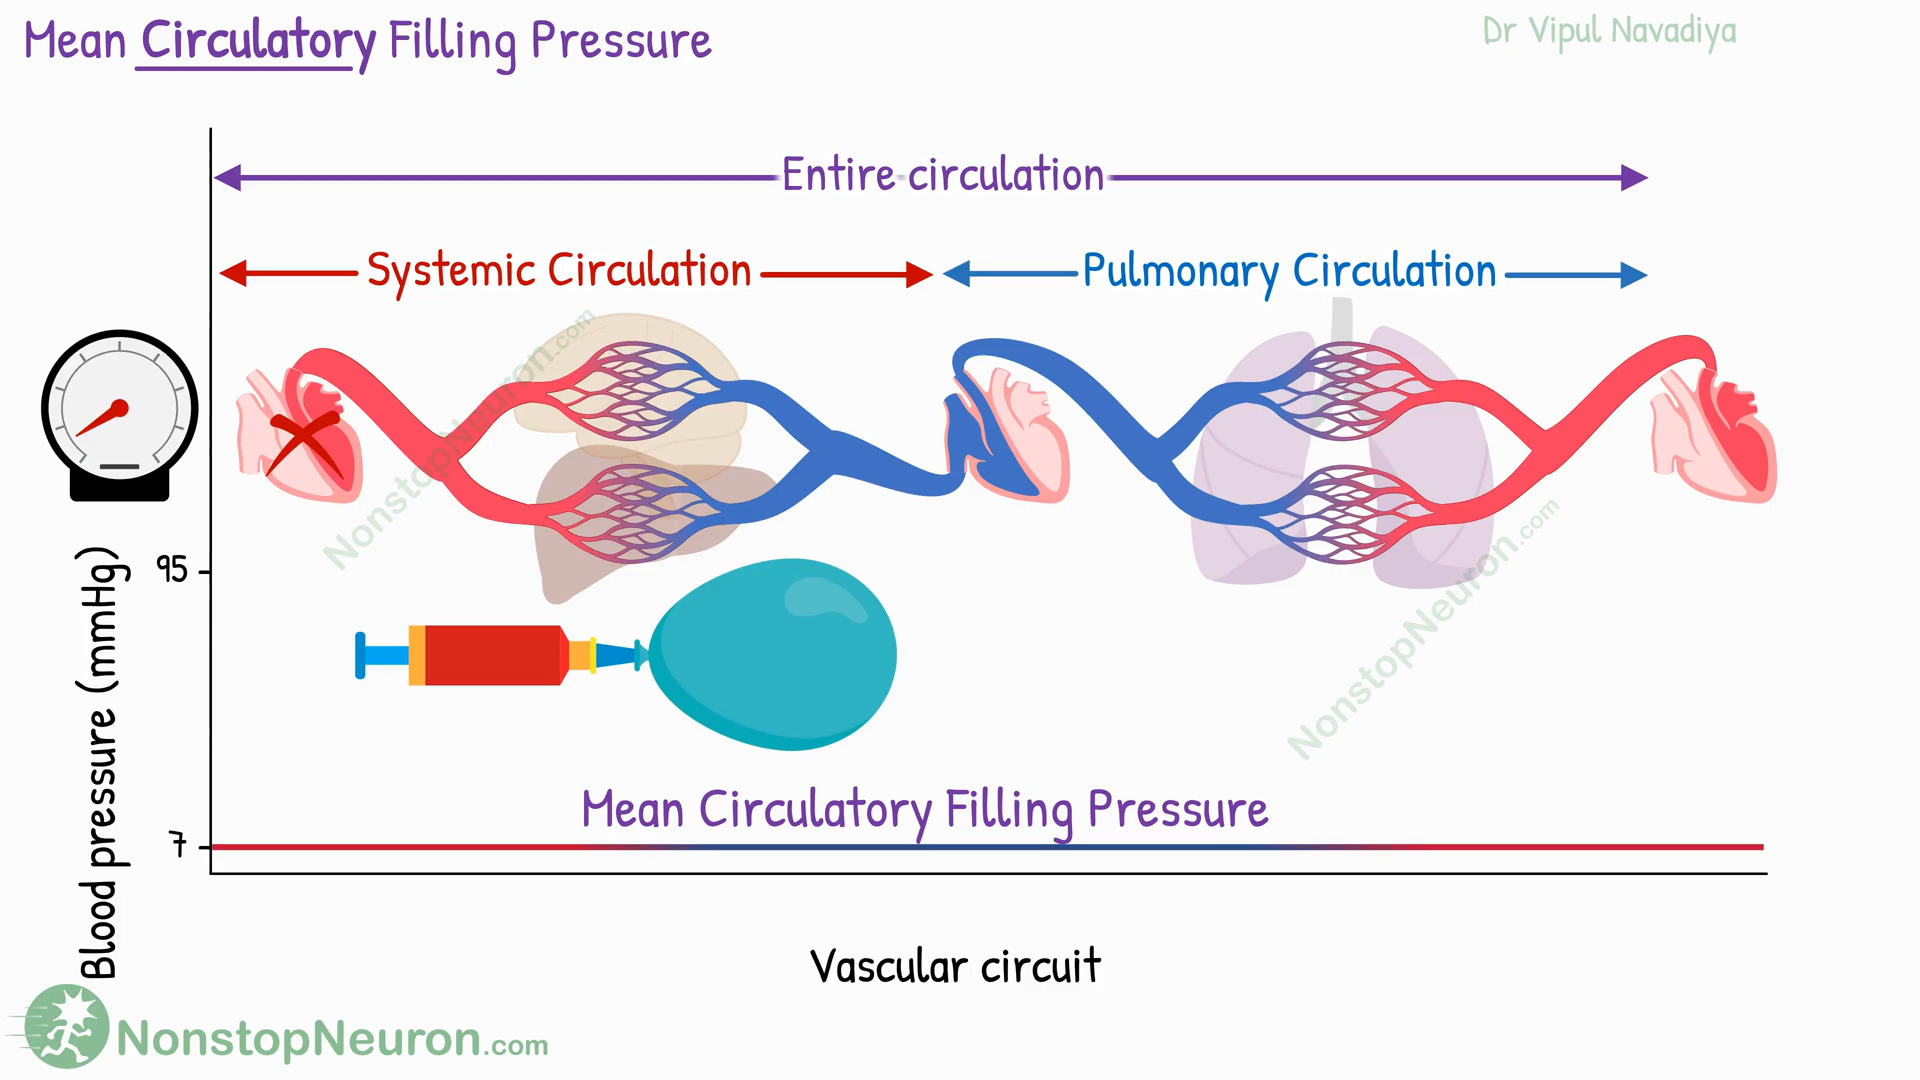 Mean Circulatory Filling Pressure
Dr Vipul Navadiya
Entire circulation
Systemic Circulation
Pulmonary Circulation
NonstopNeuron.com
NonstopNeuron.com
95
Blood pressure (mmHg)
Mean Circulatory Filling Pressure
7
Vascular circuit
NonstopNeuron.com